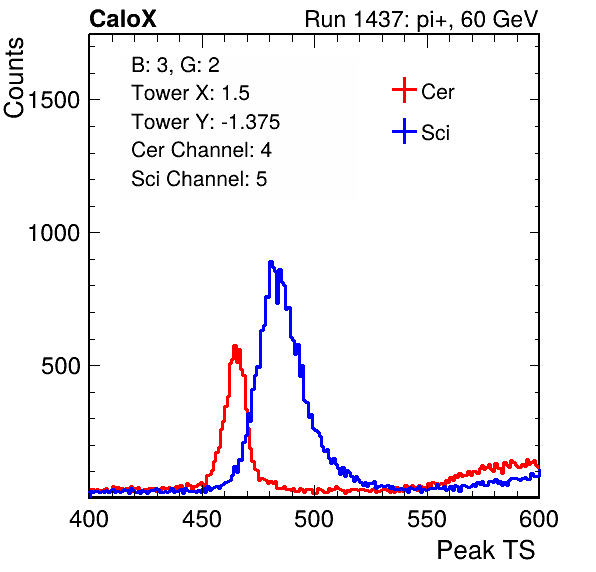 CaloX Run 1437: pi+, 60 GeV
Counts
B: 3, G: 2
Tower X: 1.5
Tower Y: -1.375
Cer Channel: 4
Sci Channel: 5
Cer
Sci
1500
1000
500
400 450 500 550 600
Peak TS